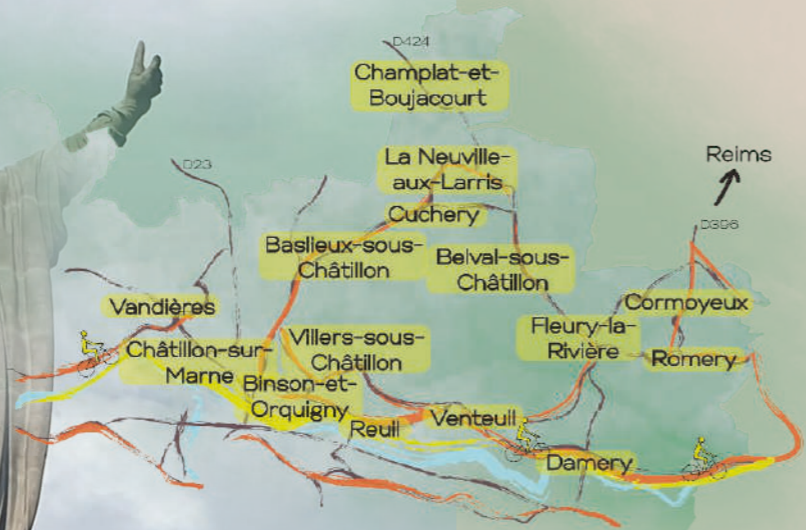 D424
Champlat-et-
Boujacourt
La Neuville-
aux-Larris
Reims
D23
Cuchery
D386
Baslieux-sous-
Châtillon
Belval-sous-
Châtillon
Vandières
Cormoyeux
Villers-sous-
Châtillon
Fleury-la-
Rivière
Châtillon-sur-
Marne
Romery
Binson-et-
Orquigny
Reuil
Venteuil
Damery